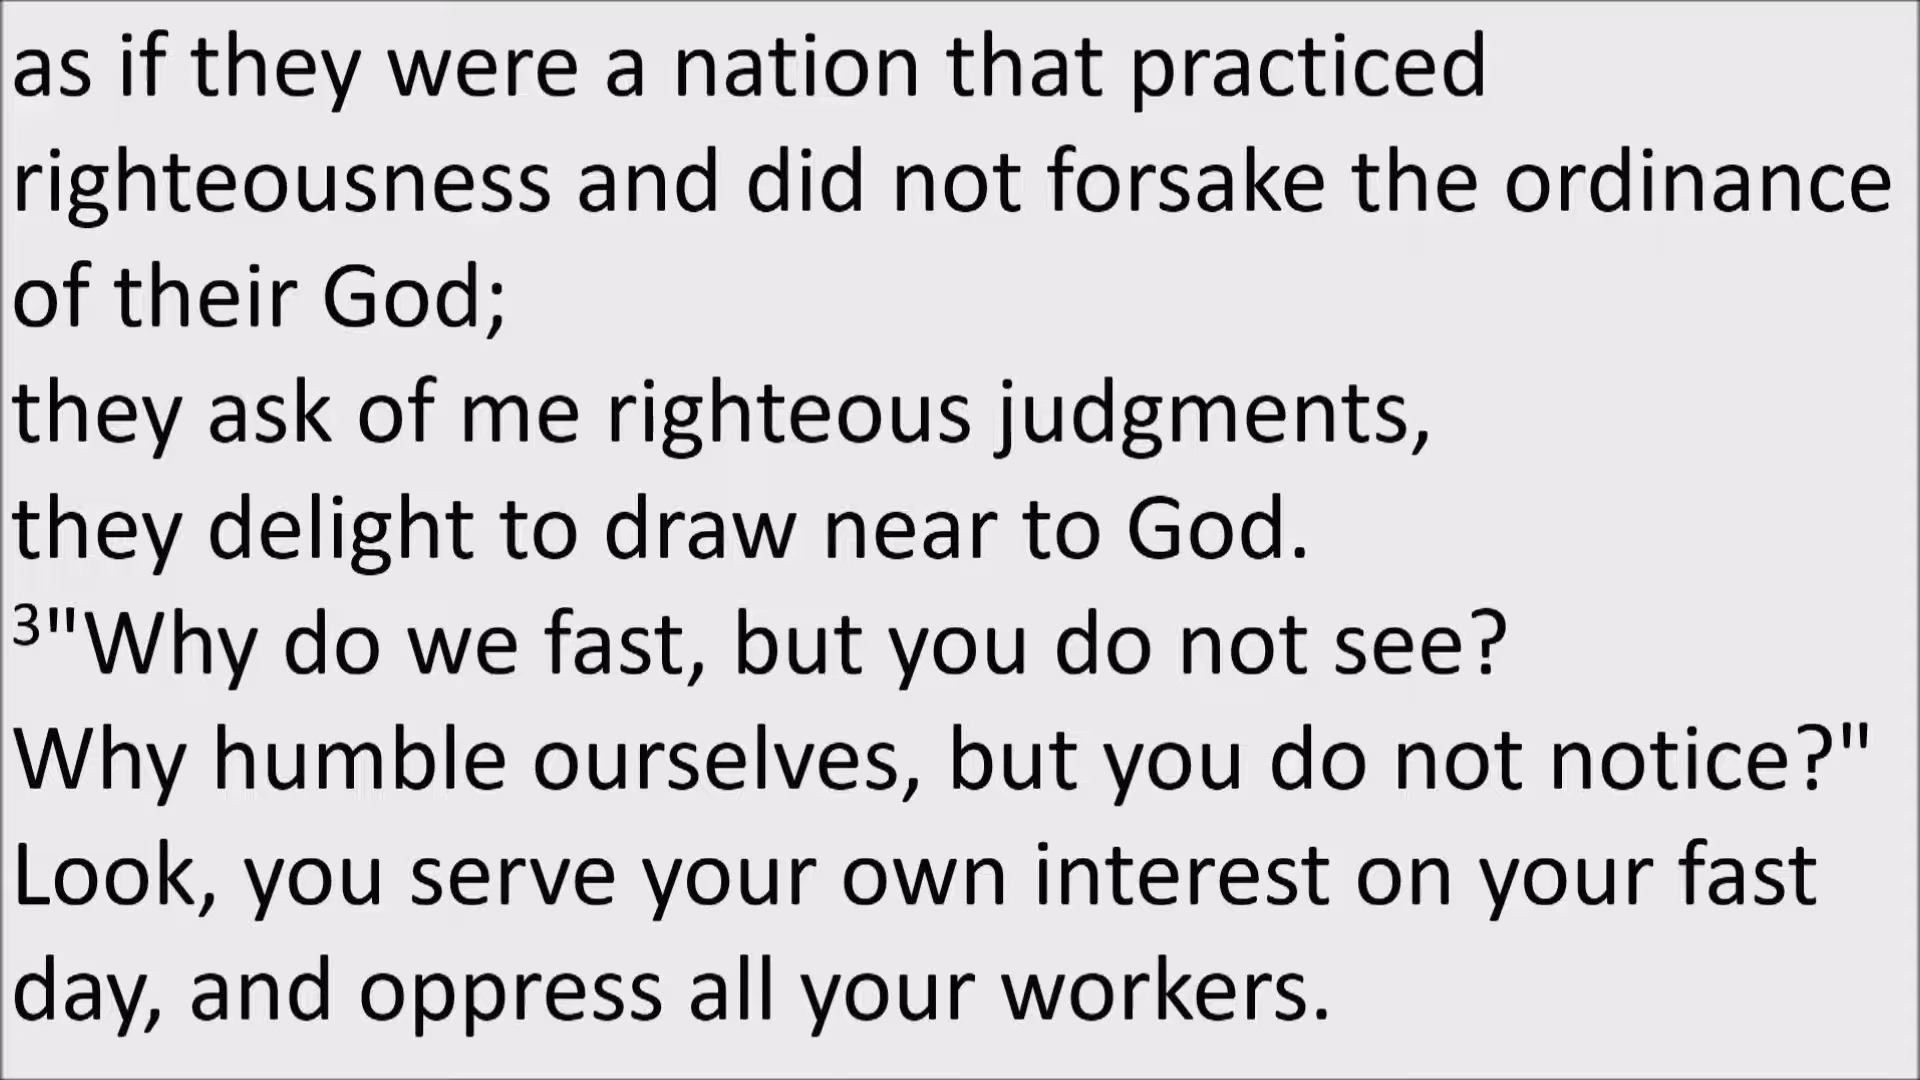 as if they were a nation that practiced
righteousness and did not forsake the ordinance
of their God;
they ask of me righteous judgments,
they delight to draw near to God.
³"Why do we fast, but you do not see?
Why humble ourselves, but you do not notice?"
Look, you serve your own interest on your fast
day, and oppress all your workers.